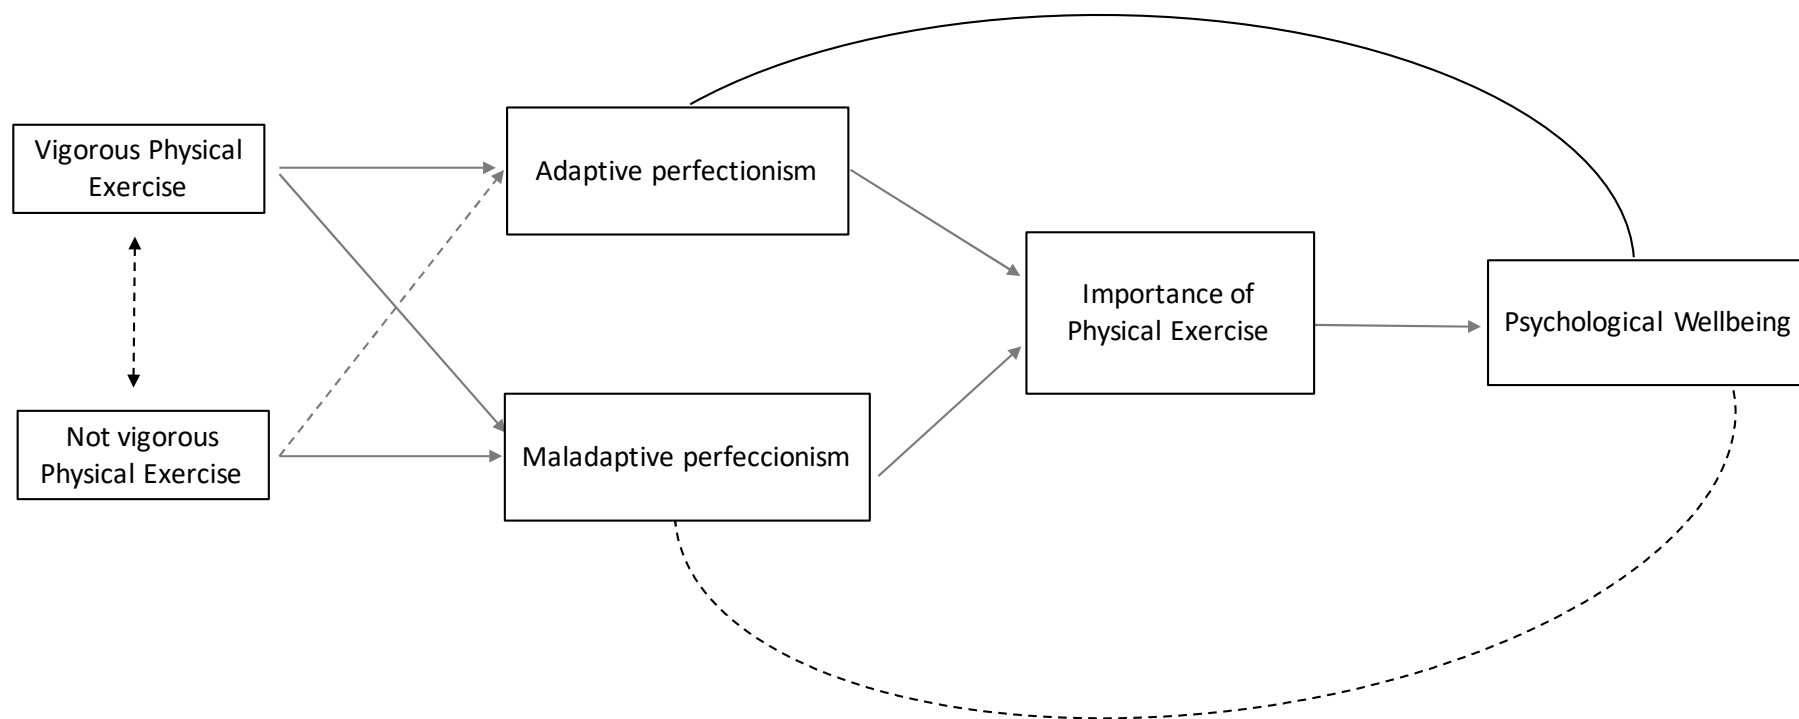 Vigorous Physical
Exercise
Adaptive perfectionism
Importance of
Physical Exercise
Psychological Wellbeing
Not vigorous
Physical Exercise
Maladaptive perfeccionism